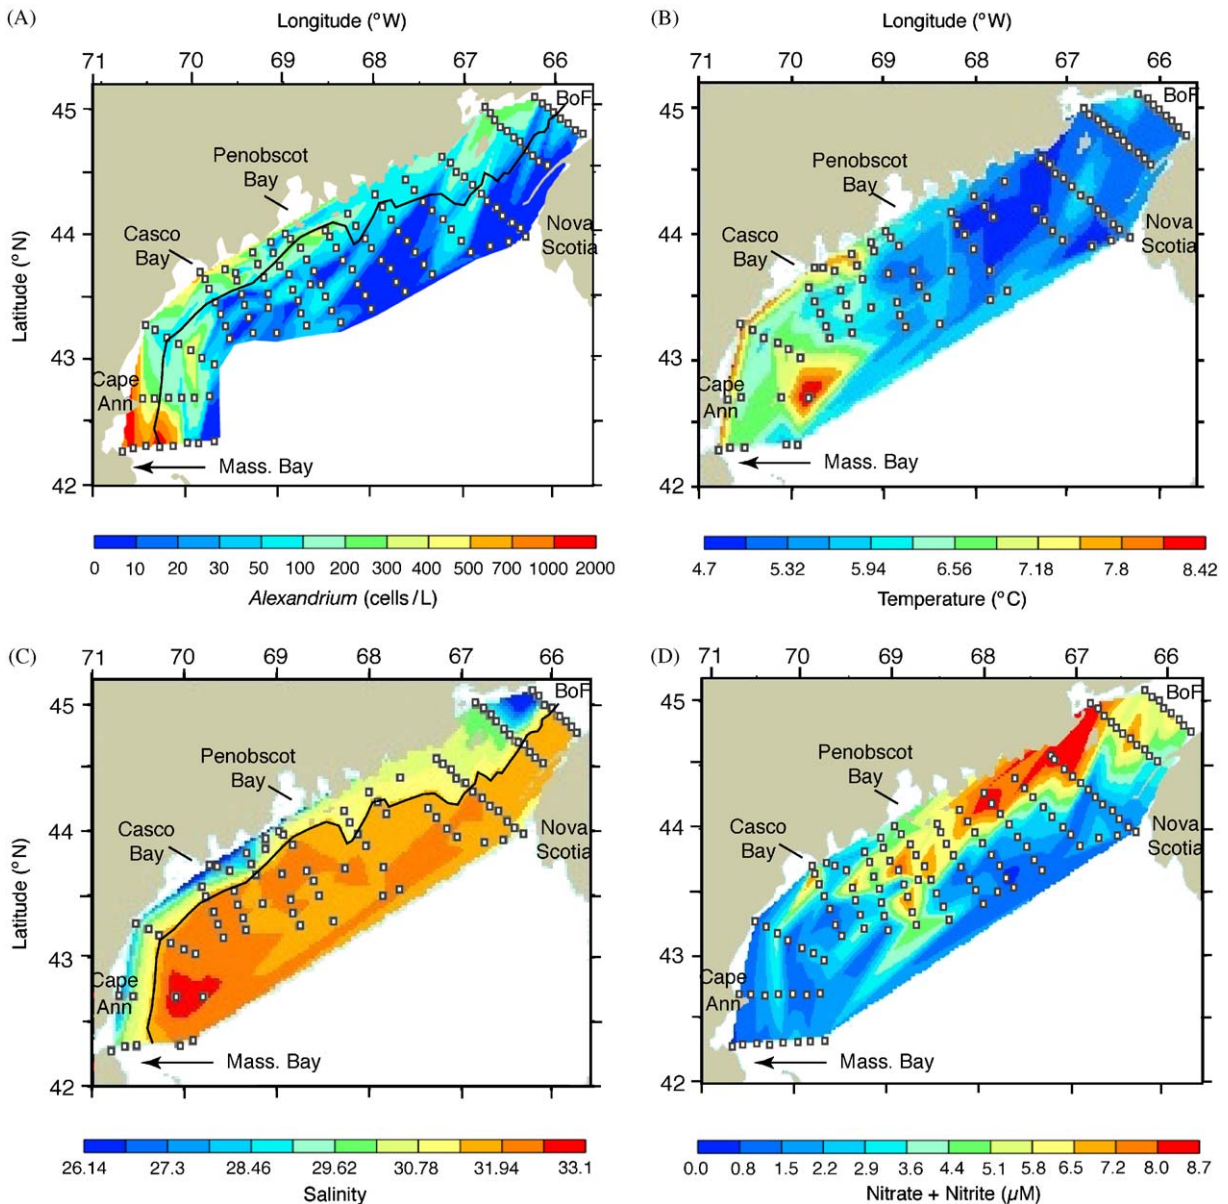 (A)
Longitude (°W)
71 70 69 68 67 66
45
44
43
42
Latitude (°N)
BoF
Penobscot
Bay
Casco
Bay
Nova
Scotia
Cape
Ann
Mass. Bay
0 10 20 30 50 100 200 300 400 500 700 1000 2000
Alexandrium (cells/L)
(B)
Longitude (°W)
71 70 69 68 67 66
45
44
43
42
BoF
Penobscot
Bay
Casco
Bay
Nova
Scotia
Cape
Ann
Mass. Bay
4.7 5.32 5.94 6.56 7.18 7.8 8.42
Temperature (°C)
(C)
71 70 69 68 67 66
45
44
43
42
Latitude (°N)
BoF
Penobscot
Bay
Casco
Bay
Nova
Scotia
Cape
Ann
Mass. Bay
26.14 27.3 28.46 29.62 30.78 31.94 33.1
Salinity
(D)
71 70 69 68 67 66
45
44
43
42
BoF
Penobscot
Bay
Casco
Bay
Nova
Scotia
Cape
Ann
Mass. Bay
0.0 0.8 1.5 2.2 2.9 3.6 4.4 5.1 5.8 6.5 7.2 8.0 8.7
Nitrate + Nitrite (µM)